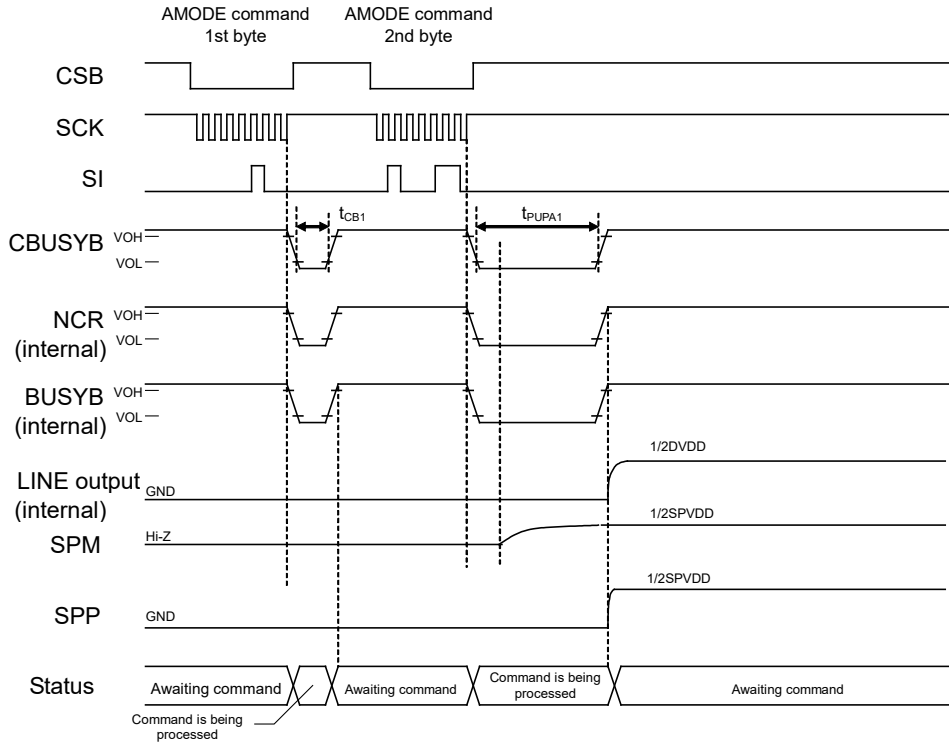 AMODE command
1st byte
AMODE command
2nd byte
CSB
SCK
SI
tCB1
tPUPA1
CBUSYB
VOH
VOL
NCR
(internal)
VOH
VOL
BUSYB
(internal)
VOH
VOL
LINE output
(internal)
GND
1/2DVDD
SPM
Hi-Z
1/2SPVDD
SPP
GND
1/2SPVDD
Status
Awaiting command
Awaiting command
Command is being
processed
Awaiting command
Command is being
processed